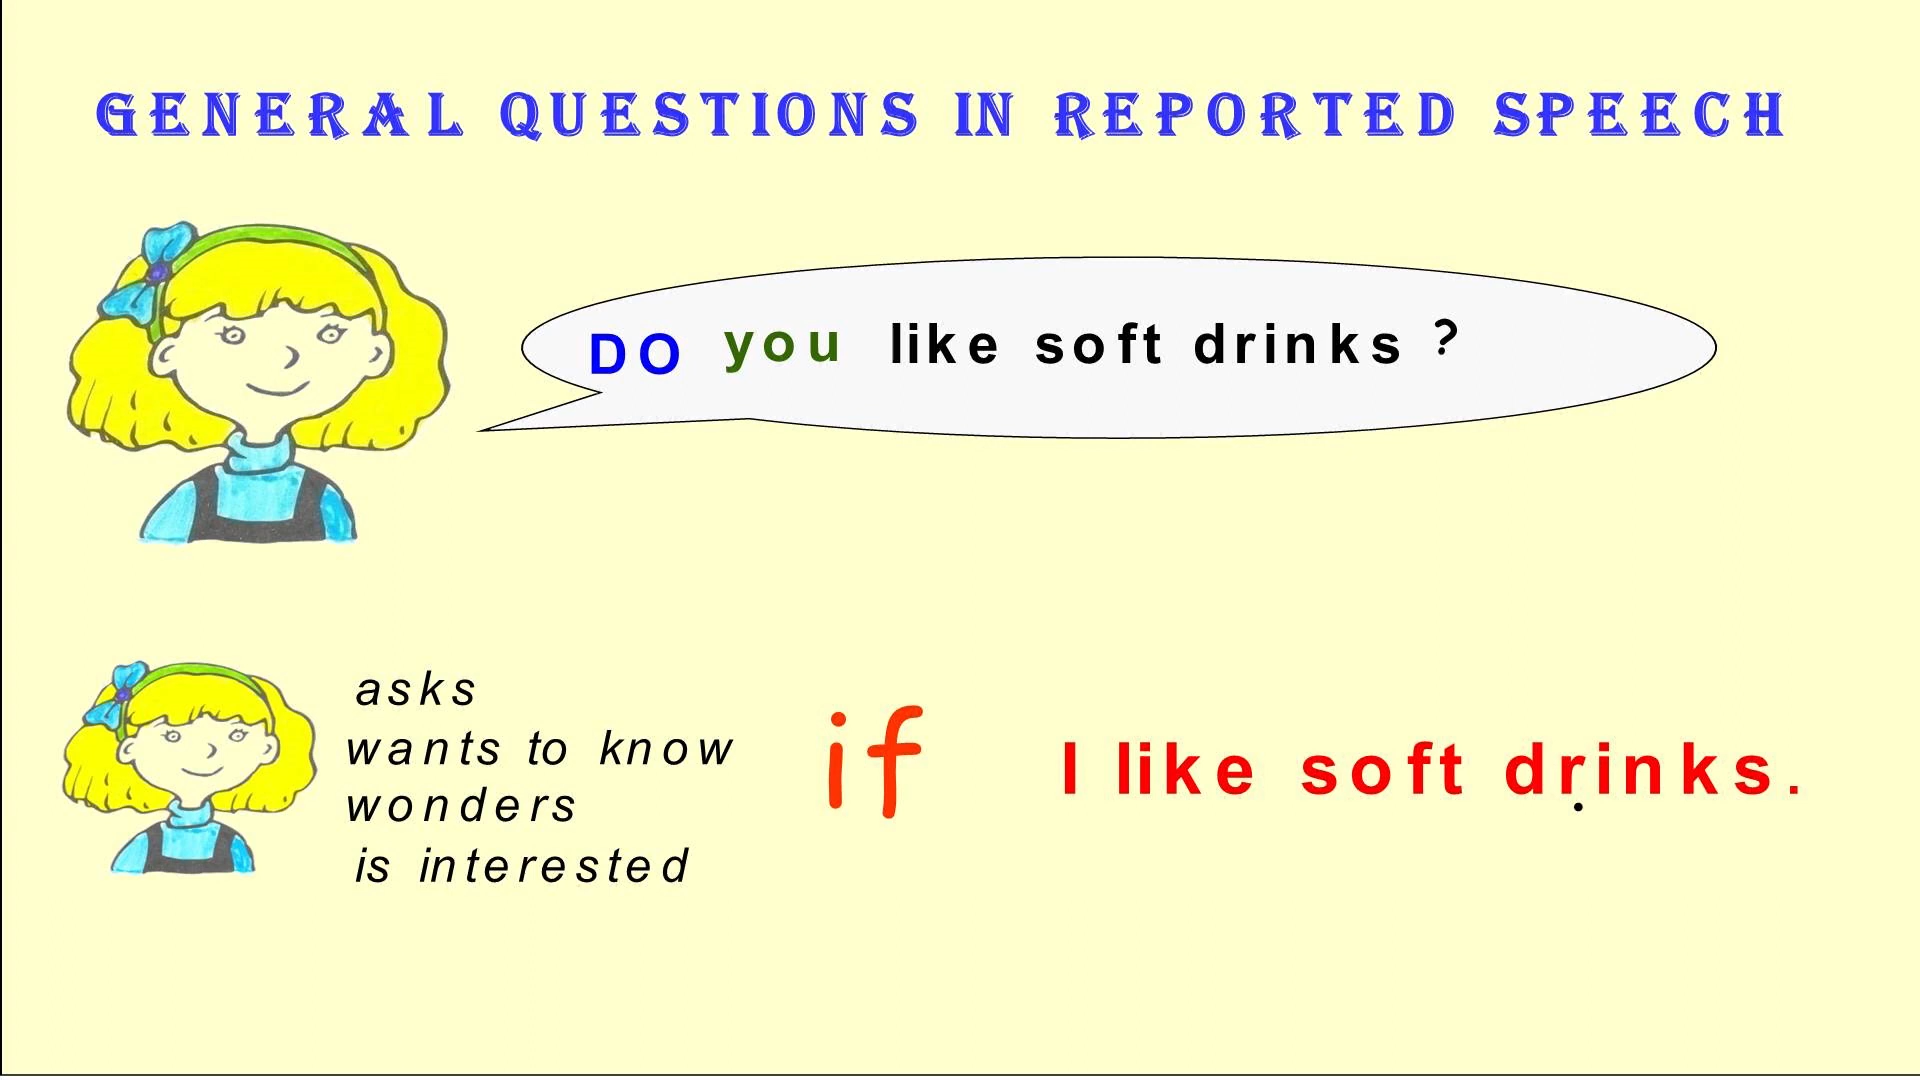 GENERAL QUESTIONS IN REPORTED SPEECH
DO you like soft drinks ?
asks
wants to know
wonders
is interested
if
I like soft drinks.
.